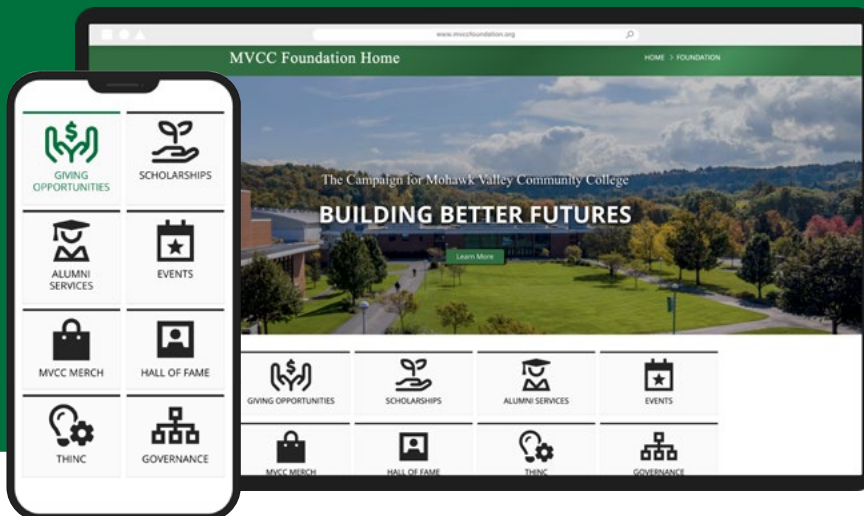 www.mvccfoundation.org
MVCC Foundation Home
HOME > FOUNDATION
The Campaign for Mohawk Valley Community College
BUILDING BETTER FUTURES
Learn More
GIVING OPPORTUNITIES
SCHOLARSHIPS
ALUMNI SERVICES
EVENTS
MVCC MERCH
HALL OF FAME
THINC
GOVERNANCE
GIVING
OPPORTUNITIES
SCHOLARSHIPS
ALUMNI
SERVICES
EVENTS
MVCC MERCH
HALL OF FAME
THINC
GOVERNANCE